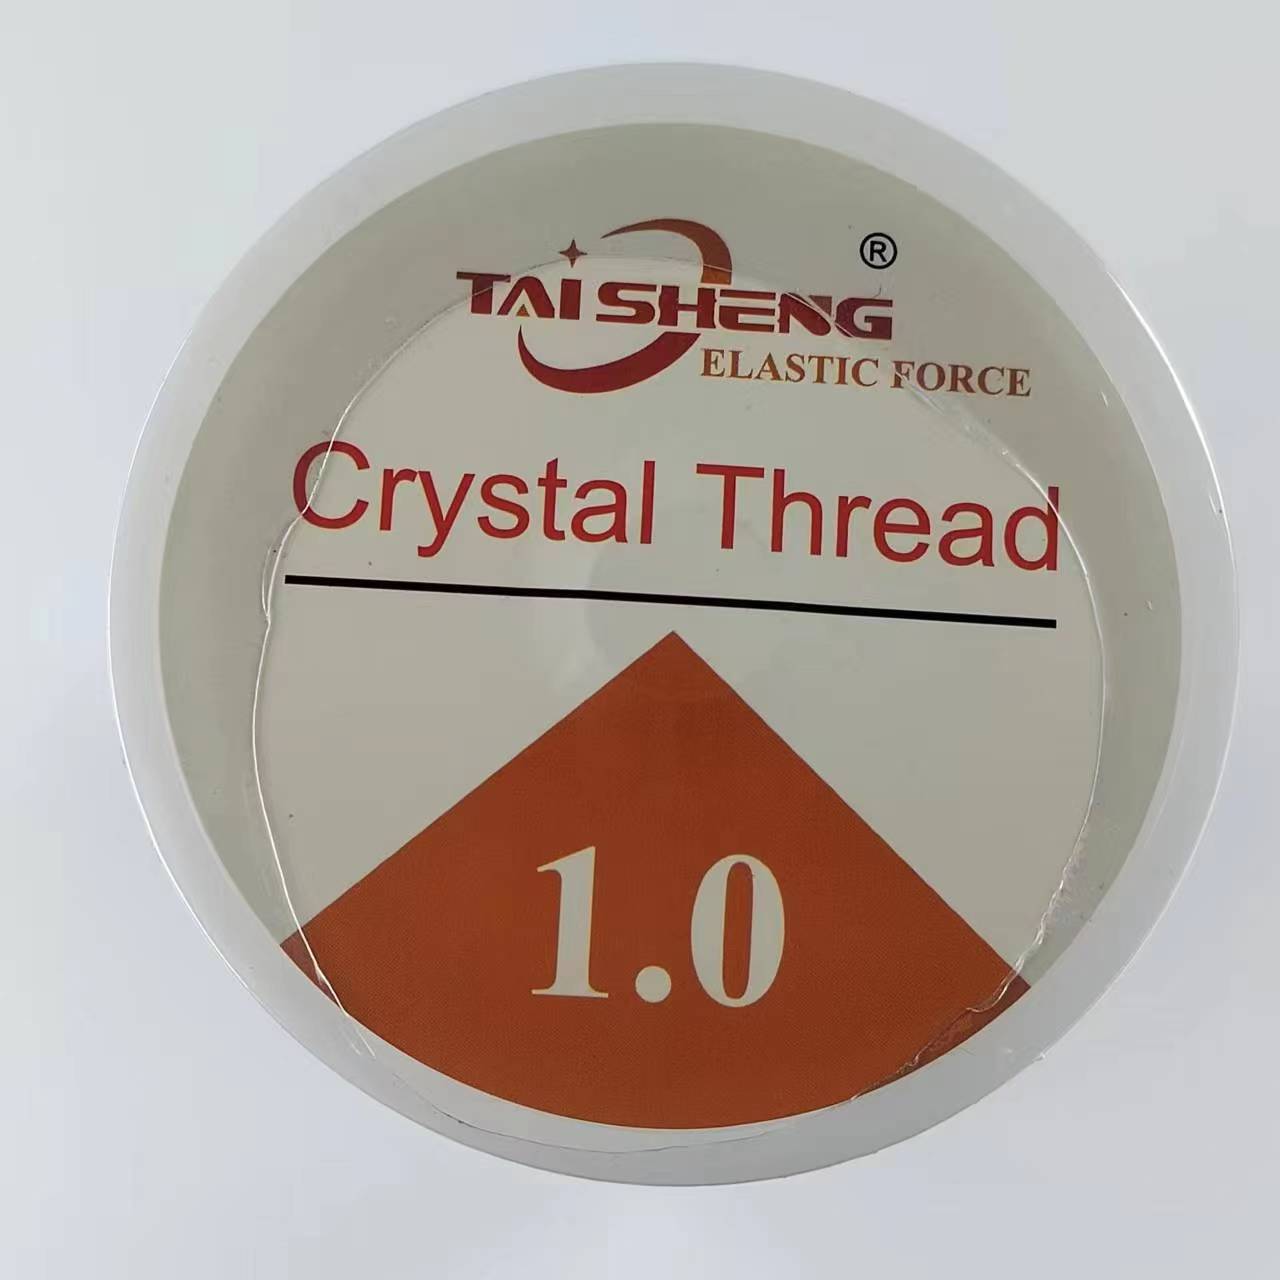 ®
TAI SHENG
ELASTIC FORCE
Crystal Thread
1.0